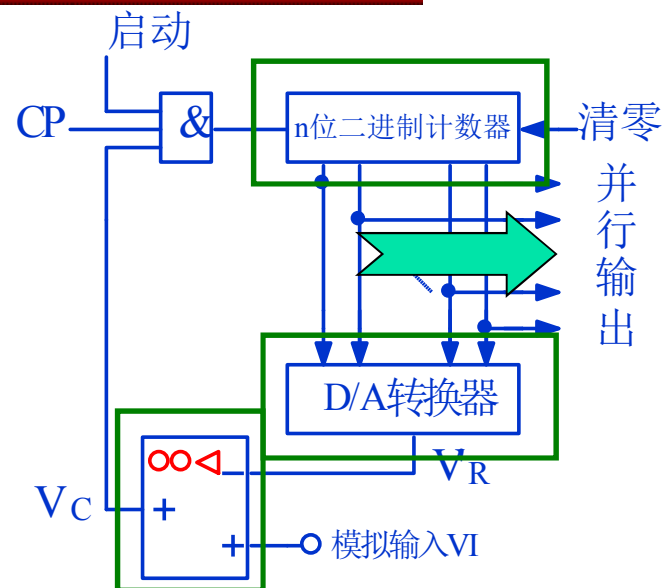 启动
CP
&
n位二进制计数器
清零
并行输出
D/A转换器
∞◁
−
VR
VC
+
+
模拟输入VI